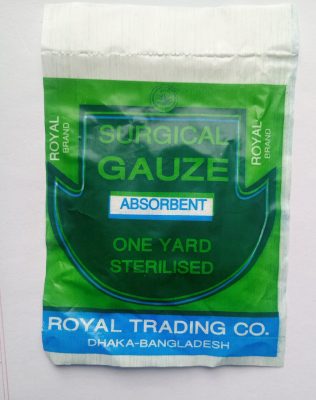 ROYAL
BRAND
ROYAL
BRAND
SURGICAL
GAUZE
ABSORBENT
ONE YARD
STERILISED
ROYAL TRADING CO.
DHAKA-BANGLADESH